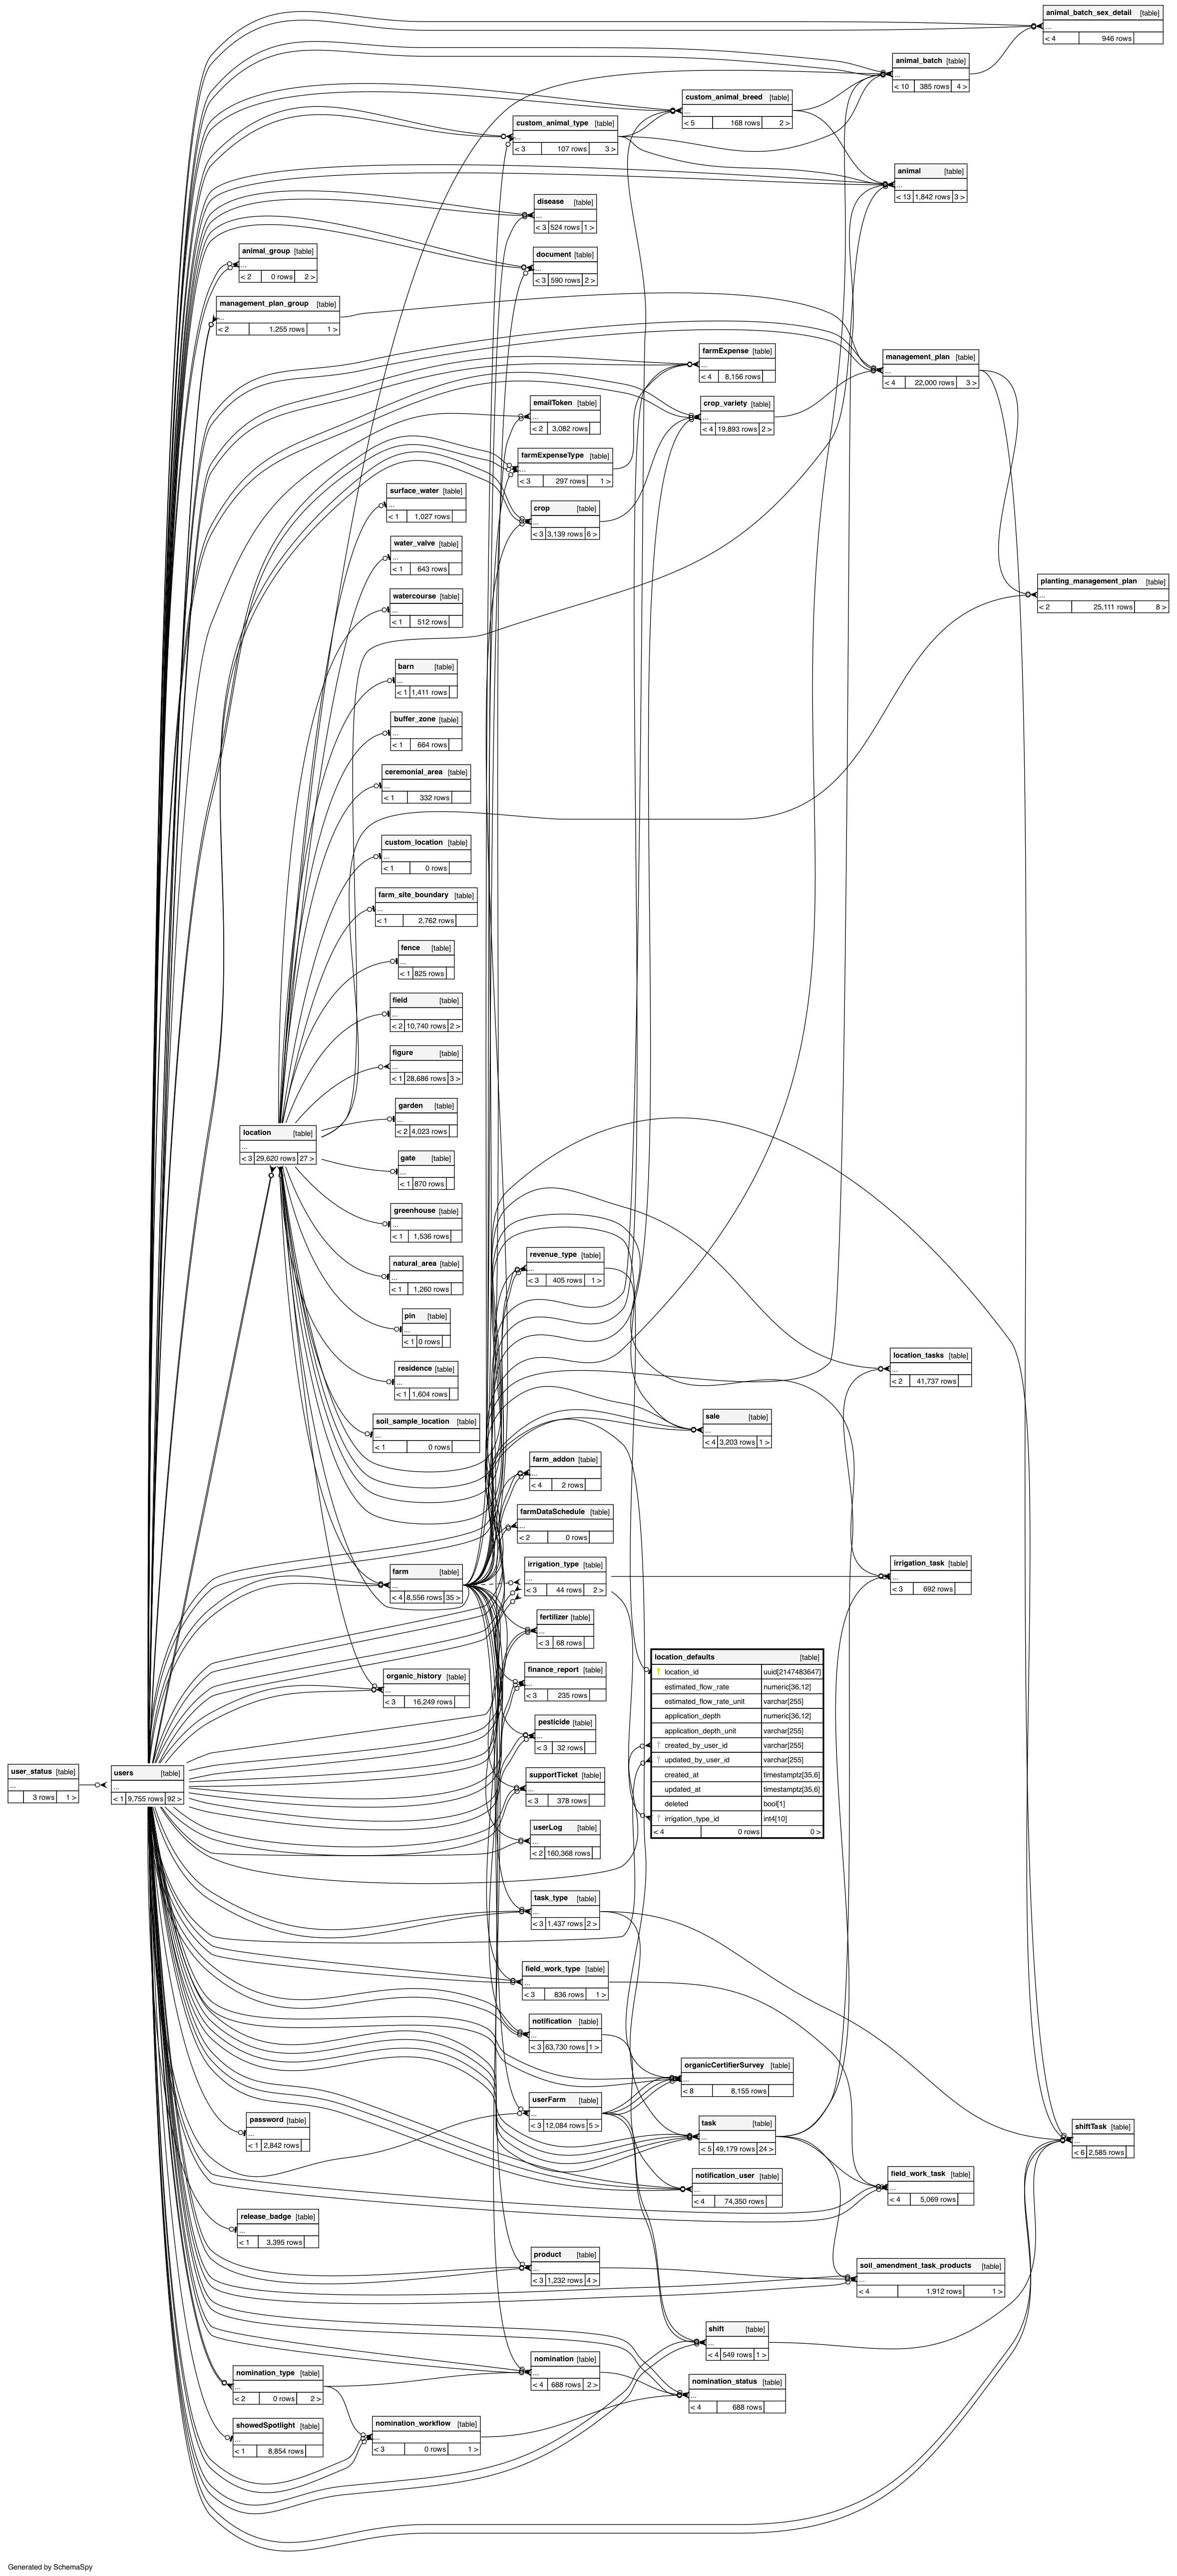 animal_batch_sex_detail [table]
...
< 4 946 rows
animal_batch [table]
...
< 10 385 rows 4 >
custom_animal_breed [table]
...
< 5 168 rows 2 >
custom_animal_type [table]
...
< 3 107 rows 3 >
animal [table]
...
< 13 1,842 rows 3 >
disease [table]
...
< 3 524 rows 1 >
animal_group [table]
...
< 2 0 rows 2 >
document [table]
...
< 3 590 rows 2 >
management_plan_group [table]
...
< 2 1,255 rows 1 >
farmExpense [table]
...
< 4 8,156 rows
management_plan [table]
...
< 4 22,000 rows 3 >
emailToken [table]
...
< 2 3,082 rows
crop_variety [table]
...
< 4 19,893 rows 2 >
farmExpenseType [table]
...
< 3 297 rows 1 >
surface_water [table]
...
< 1 1,027 rows
crop [table]
...
< 3 3,139 rows 6 >
water_valve [table]
...
< 1 643 rows
planting_management_plan [table]
...
< 2 25,111 rows 8 >
watercourse [table]
...
< 1 512 rows
barn [table]
...
< 1 1,411 rows
buffer_zone [table]
...
< 1 664 rows
ceremonial_area [table]
...
< 1 332 rows
custom_location [table]
...
< 1 0 rows
farm_site_boundary [table]
...
< 1 2,762 rows
fence [table]
...
< 1 825 rows
field [table]
...
< 2 10,740 rows 2 >
figure [table]
...
< 1 28,686 rows 3 >
garden [table]
...
< 2 4,023 rows
location [table]
...
< 3 29,620 rows 27 >
gate [table]
...
< 1 870 rows
greenhouse [table]
...
< 1 1,536 rows
revenue_type [table]
...
< 3 405 rows 1 >
natural_area [table]
...
< 1 1,260 rows
pin [table]
...
< 1 0 rows
location_tasks [table]
...
< 2 41,737 rows
residence [table]
...
< 1 1,604 rows
sale [table]
...
< 4 3,203 rows 1 >
soil_sample_location [table]
...
< 1 0 rows
farm_addon [table]
...
< 4 2 rows
farmDataSchedule [table]
...
< 2 0 rows
irrigation_task [table]
...
< 3 692 rows
irrigation_type [table]
...
< 3 44 rows 2 >
farm [table]
...
< 4 8,556 rows 35 >
fertilizer [table]
...
< 3 68 rows
location_defaults [table]
location_id uuid[2147483647]
estimated_flow_rate numeric[36,12]
estimated_flow_rate_unit varchar[255]
application_depth numeric[36,12]
application_depth_unit varchar[255]
created_by_user_id varchar[255]
updated_by_user_id varchar[255]
created_at timestamptz[35,6]
updated_at timestamptz[35,6]
deleted bool[1]
irrigation_type_id int4[10]
< 4 0 rows 0 >
finance_report [table]
...
< 3 235 rows
organic_history [table]
...
< 3 16,249 rows
pesticide [table]
...
< 3 32 rows
user_status [table]
...
3 rows 1 >
users [table]
...
< 1 9,755 rows 92 >
supportTicket [table]
...
< 3 378 rows
userLog [table]
...
< 2 160,368 rows
task_type [table]
...
< 3 1,437 rows 2 >
field_work_type [table]
...
< 3 836 rows 1 >
notification [table]
...
< 3 63,730 rows 1 >
organicCertifierSurvey [table]
...
< 8 8,155 rows
userFarm [table]
...
< 3 12,084 rows 5 >
password [table]
...
< 1 2,842 rows
task [table]
...
< 5 49,179 rows 24 >
shiftTask [table]
...
< 6 2,585 rows
notification_user [table]
...
< 4 74,350 rows
field_work_task [table]
...
< 4 5,069 rows
release_badge [table]
...
< 1 3,395 rows
product [table]
...
< 3 1,232 rows 4 >
soil_amendment_task_products [table]
...
< 4 1,912 rows 1 >
shift [table]
...
< 4 549 rows 1 >
nomination [table]
...
< 4 688 rows 2 >
nomination_type [table]
...
< 2 0 rows 2 >
nomination_status [table]
...
< 4 688 rows
showedSpotlight [table]
...
< 1 8,854 rows
nomination_workflow [table]
...
< 3 0 rows 1 >
Generated by SchemaSpy